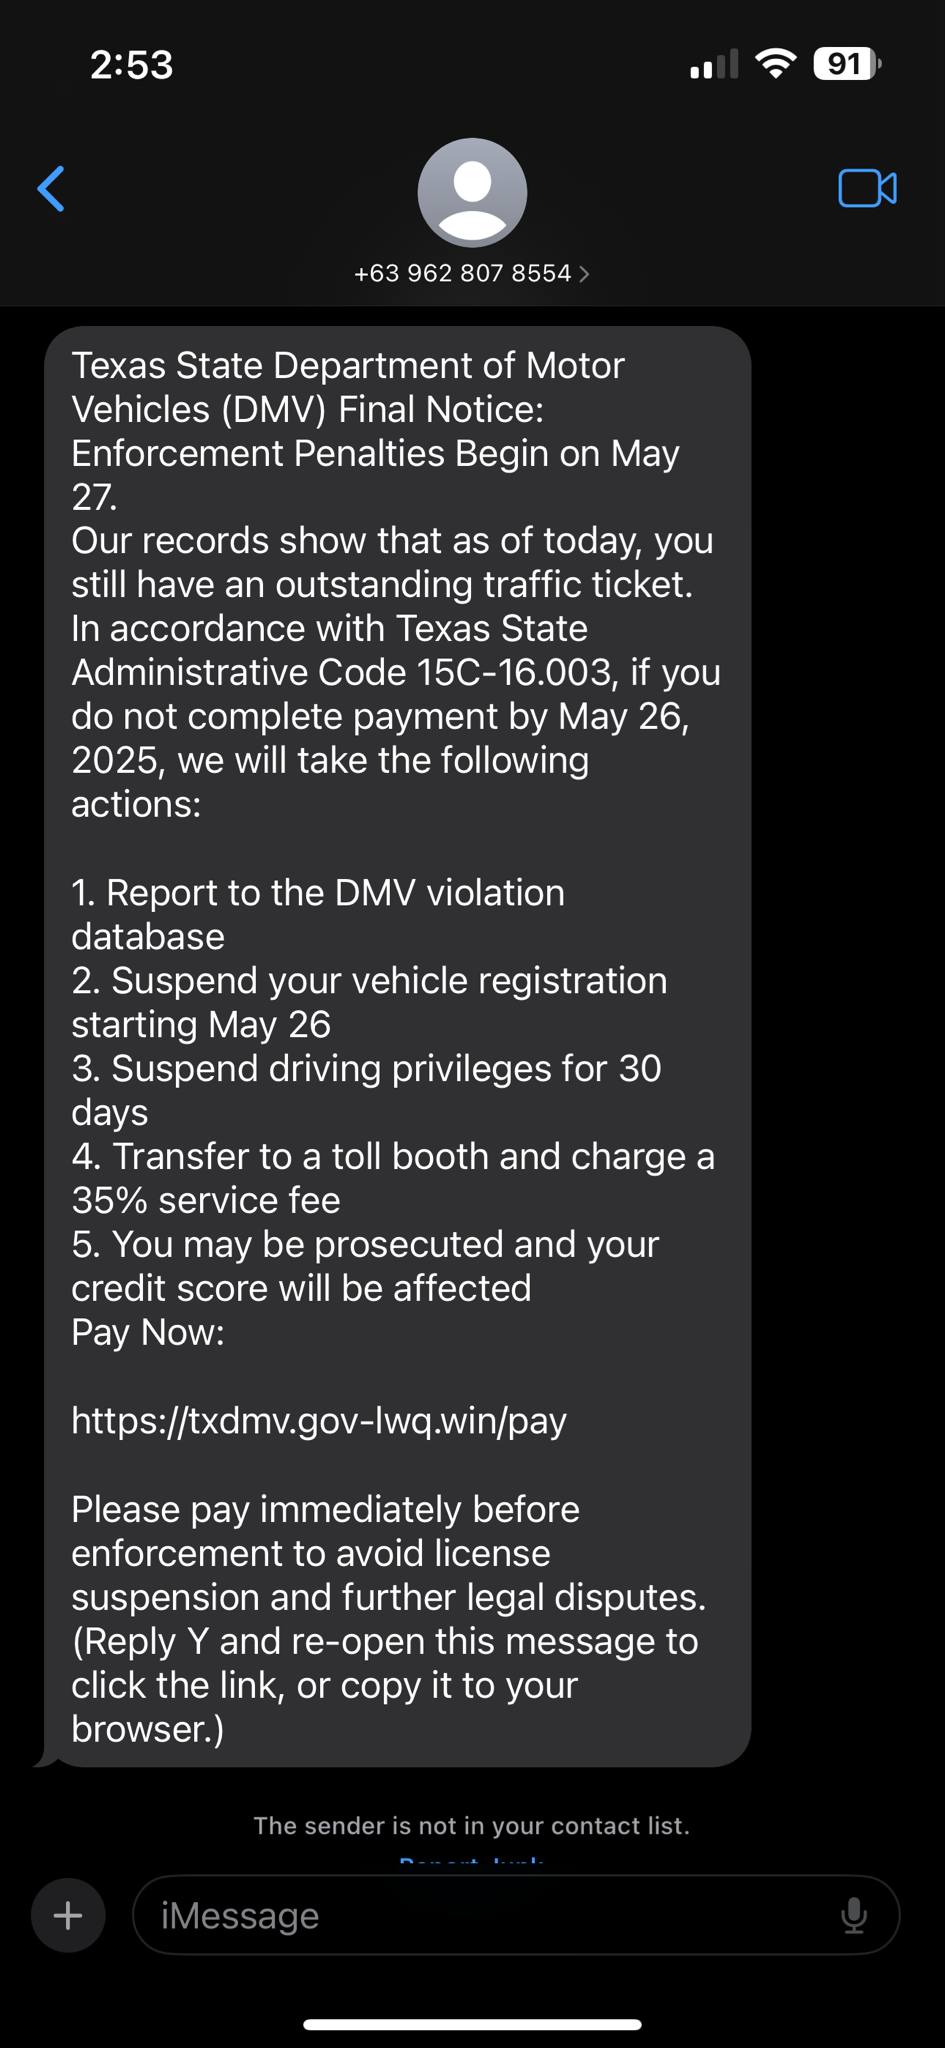 2:53
91
+63 962 807 8554
Texas State Department of Motor
Vehicles (DMV) Final Notice:
Enforcement Penalties Begin on May
27.
Our records show that as of today, you
still have an outstanding traffic ticket.
In accordance with Texas State
Administrative Code 15C-16.003, if you
do not complete payment by May 26,
2025, we will take the following
actions:
1. Report to the DMV violation
database
2. Suspend your vehicle registration
starting May 26
3. Suspend driving privileges for 30
days
4. Transfer to a toll booth and charge a
35% service fee
5. You may be prosecuted and your
credit score will be affected
Pay Now:
https://txdmv.gov-lwq.win/pay
Please pay immediately before
enforcement to avoid license
suspension and further legal disputes.
(Reply Y and re-open this message to
click the link, or copy it to your
browser.)
The sender is not in your contact list.
Report Junk
iMessage